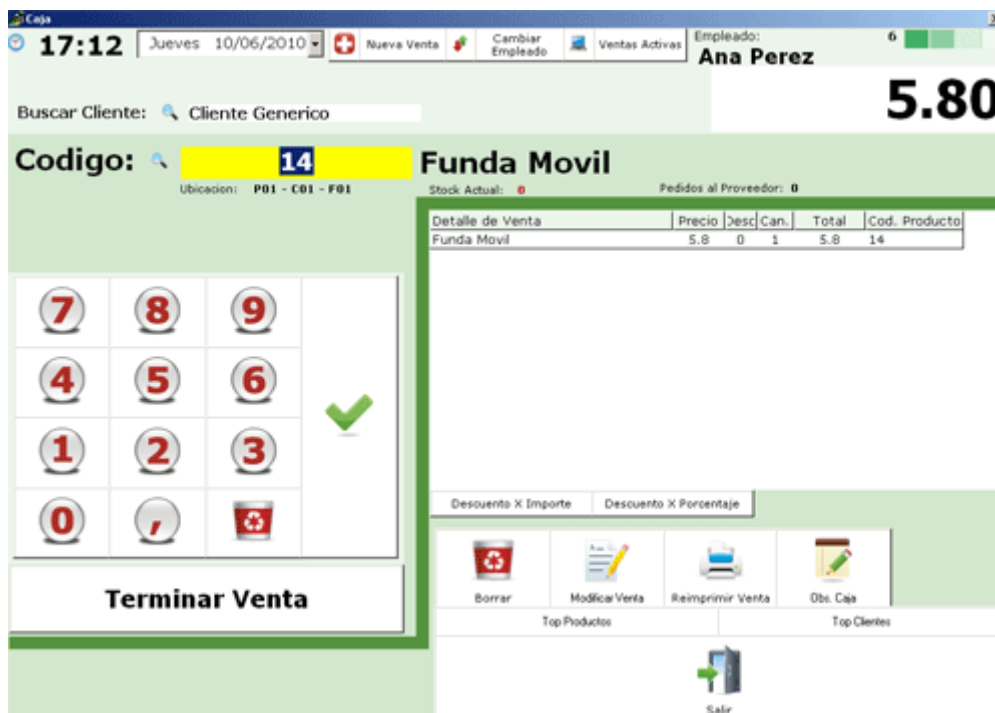 Caja
17:12 Jueves 10/06/2010 Nueva Venta Cambiar Empleado Ventas Activas Empleado: 6
Ana Perez
5.80
Buscar Cliente: Cliente Generico
Codigo: 14 Funda Movil
Ubicacion: P01 - C01 - F01 Stock Actual: 0 Pedidos al Proveedor: 0
Detalle de Venta Precio Desc Can. Total Cod. Producto
Funda Movil 5.8 0 1 5.8 14
7 8 9
4 5 6
1 2 3
0 ,
Descuento X Importe Descuento X Porcentaje
Terminar Venta
Borrar Modificar Venta Reimprimir Venta Obs. Caja
Top Productos Top Clientes
Salir